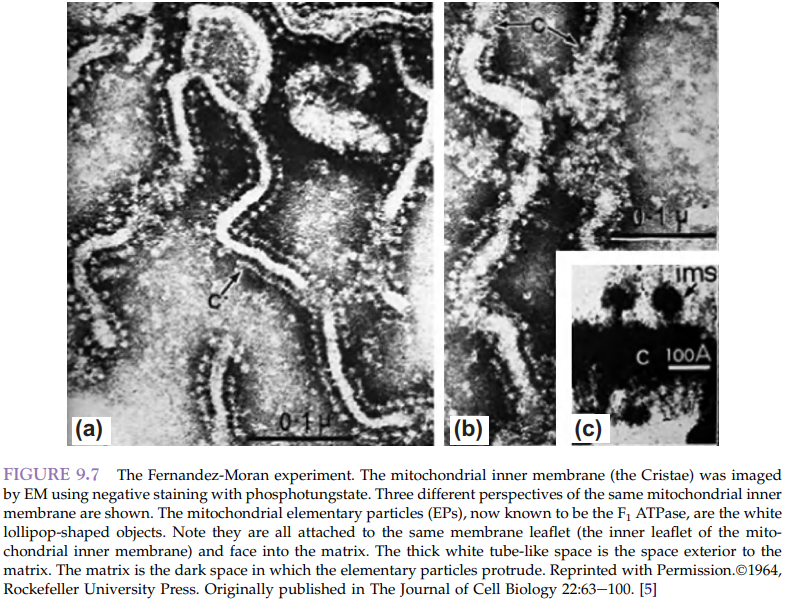 C
0·1 μ
(a)
C
0·1 μ
(b)
ims
C 100Å
(c)
FIGURE 9.7 The Fernandez-Moran experiment. The mitochondrial inner membrane (the Cristae) was imaged
by EM using negative staining with phosphotungstate. Three different perspectives of the same mitochondrial inner
membrane are shown. The mitochondrial elementary particles (EPs), now known to be the F₁ ATPase, are the white
lollipop-shaped objects. Note they are all attached to the same membrane leaflet (the inner leaflet of the mito-
chondrial inner membrane) and face into the matrix. The thick white tube-like space is the space exterior to the
matrix. The matrix is the dark space in which the elementary particles protrude. Reprinted with Permission.©1964,
Rockefeller University Press. Originally published in The Journal of Cell Biology 22:63—100. [5]